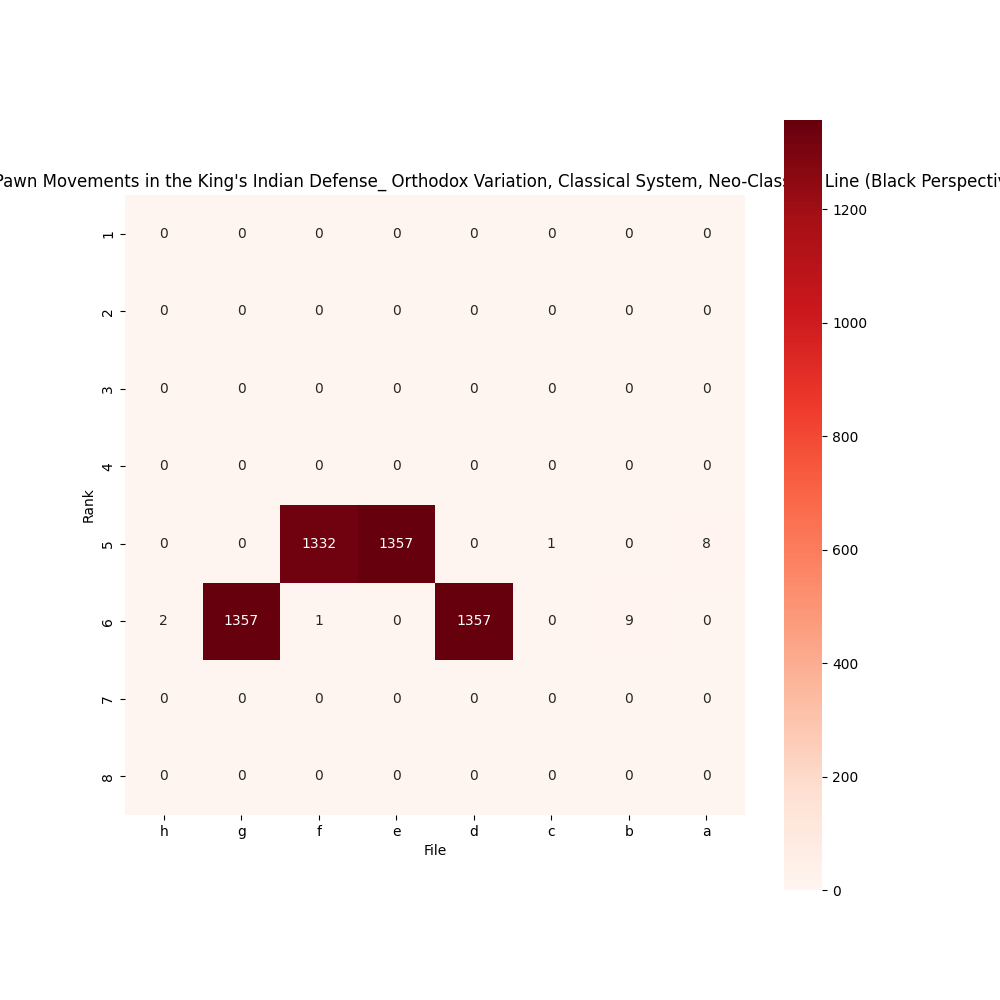 Pawn Movements in the King's Indian Defense_ Orthodox Variation, Classical System, Neo-Class Line (Black Perspectiv
1 0 0 0 0 0 0 0 0
2 0 0 0 0 0 0 0 0
3 0 0 0 0 0 0 0 0
4 0 0 0 0 0 0 0 0
Rank
5 0 0 1332 1357 0 1 0 8
6 2 1357 1 0 1357 0 9 0
7 0 0 0 0 0 0 0 0
8 0 0 0 0 0 0 0 0
h g f e d c b a
File
1200
1000
800
600
400
200
0